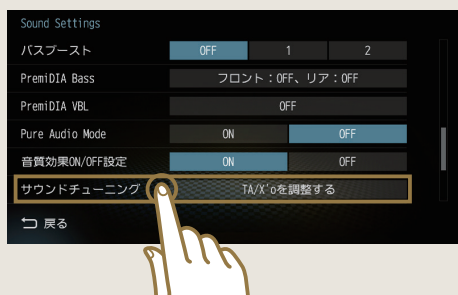 Sound Settings
バスブースト OFF 1 2
PremiDIA Bass フロント：OFF、リア：OFF
PremiDIA VBL OFF
Pure Audio Mode ON OFF
音質効果ON/OFF設定 ON OFF
サウンドチューニング TA/X'oを調整する
戻る